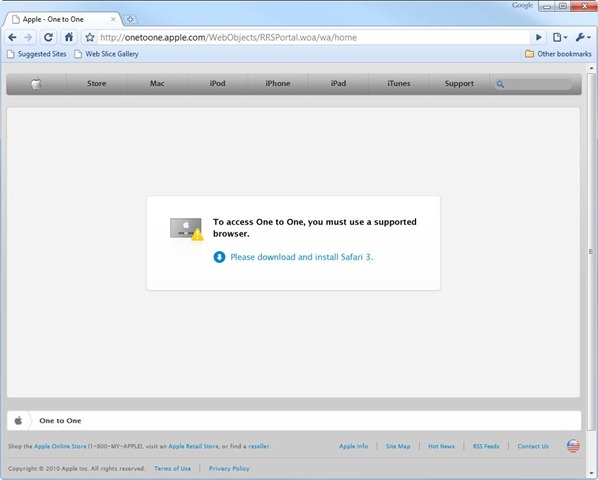 Google
Apple - One to One
http://onetoone.apple.com/WebObjects/RRSPortal.woa/wa/home
Suggested Sites Web Slice Gallery Other bookmarks
Store Mac iPod iPhone iPad iTunes Support
To access One to One, you must use a supported
browser.
Please download and install Safari 3.
One to One
Shop the Apple Online Store (1-800-MY-APPLE), visit an Apple Retail Store, or find a reseller.
Apple Info Site Map Hot News RSS Feeds Contact Us
Copyright © 2010 Apple Inc. All rights reserved. Terms of Use Privacy Policy